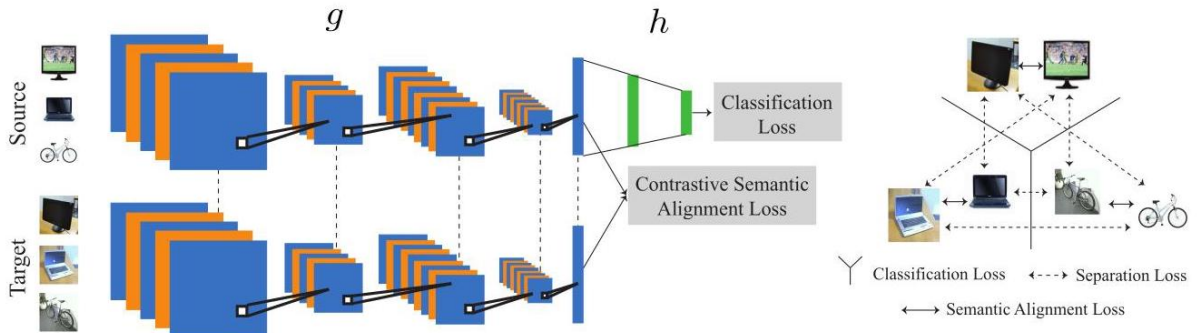 g
h
Source
Target
Classification
Loss
Contrastive Semantic
Alignment Loss
Classification Loss
Separation Loss
Semantic Alignment Loss